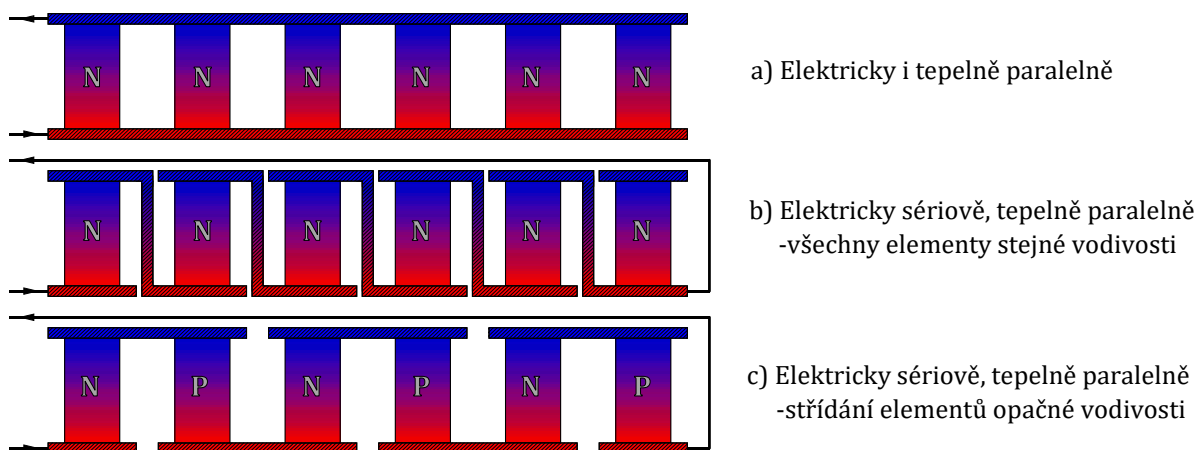 N N N N N N
a) Elektricky i tepelně paralelně
N N N N N N
b) Elektricky sériově, tepelně paralelně
-všechny elementy stejné vodivosti
N P N P N P
c) Elektricky sériově, tepelně paralelně
-střídání elementů opačné vodivosti